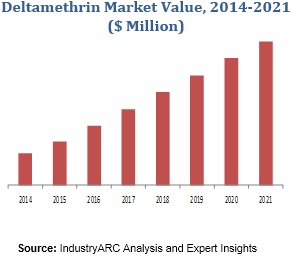 Deltamethrin Market Value, 2014-2021
($ Million)
2014 2015 2016 2017 2018 2019 2020 2021
Source: IndustryARC Analysis and Expert Insights